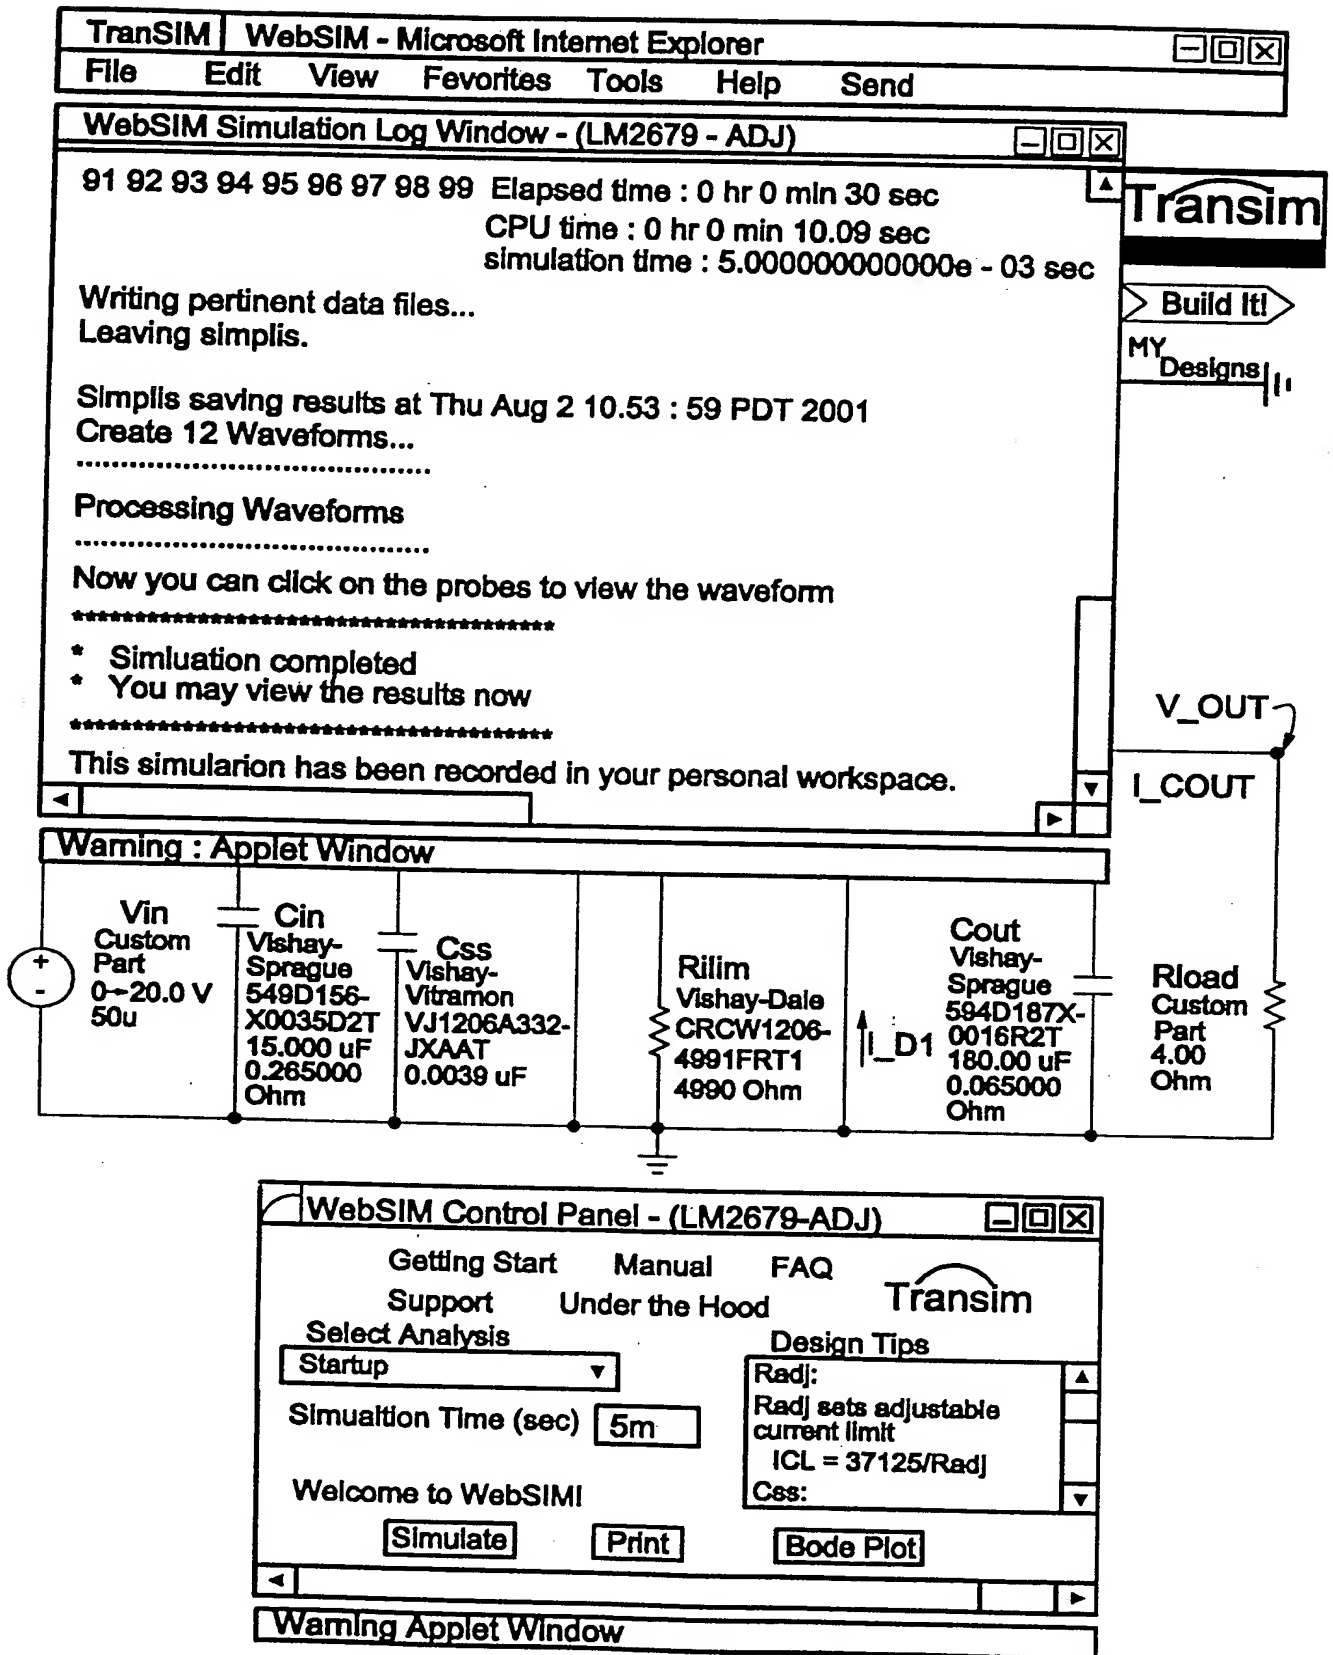 TranSIM WebSIM - Microsoft Internet Explorer
File Edit View Fevorites Tools Help Send
WebSIM Simulation Log Window - (LM2679 - ADJ)
91 92 93 94 95 96 97 98 99 Elapsed time : 0 hr 0 min 30 sec
CPU time : 0 hr 0 min 10.09 sec
simulation time : 5.000000000000e - 03 sec
Writing pertinent data files...
Leaving simplis.
Simplis saving results at Thu Aug 2 10.53 : 59 PDT 2001
Create 12 Waveforms...
......................................
Processing Waveforms
......................................
Now you can click on the probes to view the waveform
****************************************
* Simluation completed
* You may view the results now
****************************************
This simularion has been recorded in your personal workspace.
Transim
Build It!
MY
Designs
V_OUT
I_COUT
Warning : Applet Window
Vin
Custom
Part
0→20.0 V
50u
+
-
Cin
Vishay-
Sprague
549D156-
X0035D2T
15.000 uF
0.265000
Ohm
Css
Vishay-
Vitramon
VJ1206A332-
JXAAT
0.0039 uF
Rilim
Vishay-Dale
CRCW1206-
4991FRT1
4990 Ohm
I_D1
Cout
Vishay-
Sprague
594D187X-
0016R2T
180.00 uF
0.065000
Ohm
Rload
Custom
Part
4.00
Ohm
WebSIM Control Panel - (LM2679-ADJ)
Getting Start Manual FAQ
Transim
Support Under the Hood
Select Analysis
Startup
Simualtion Time (sec) 5m
Welcome to WebSIM!
Design Tips
Radj:
Radj sets adjustable
current limit
ICL = 37125/Radj
Css:
Simulate Print Bode Plot
Warning Applet Window